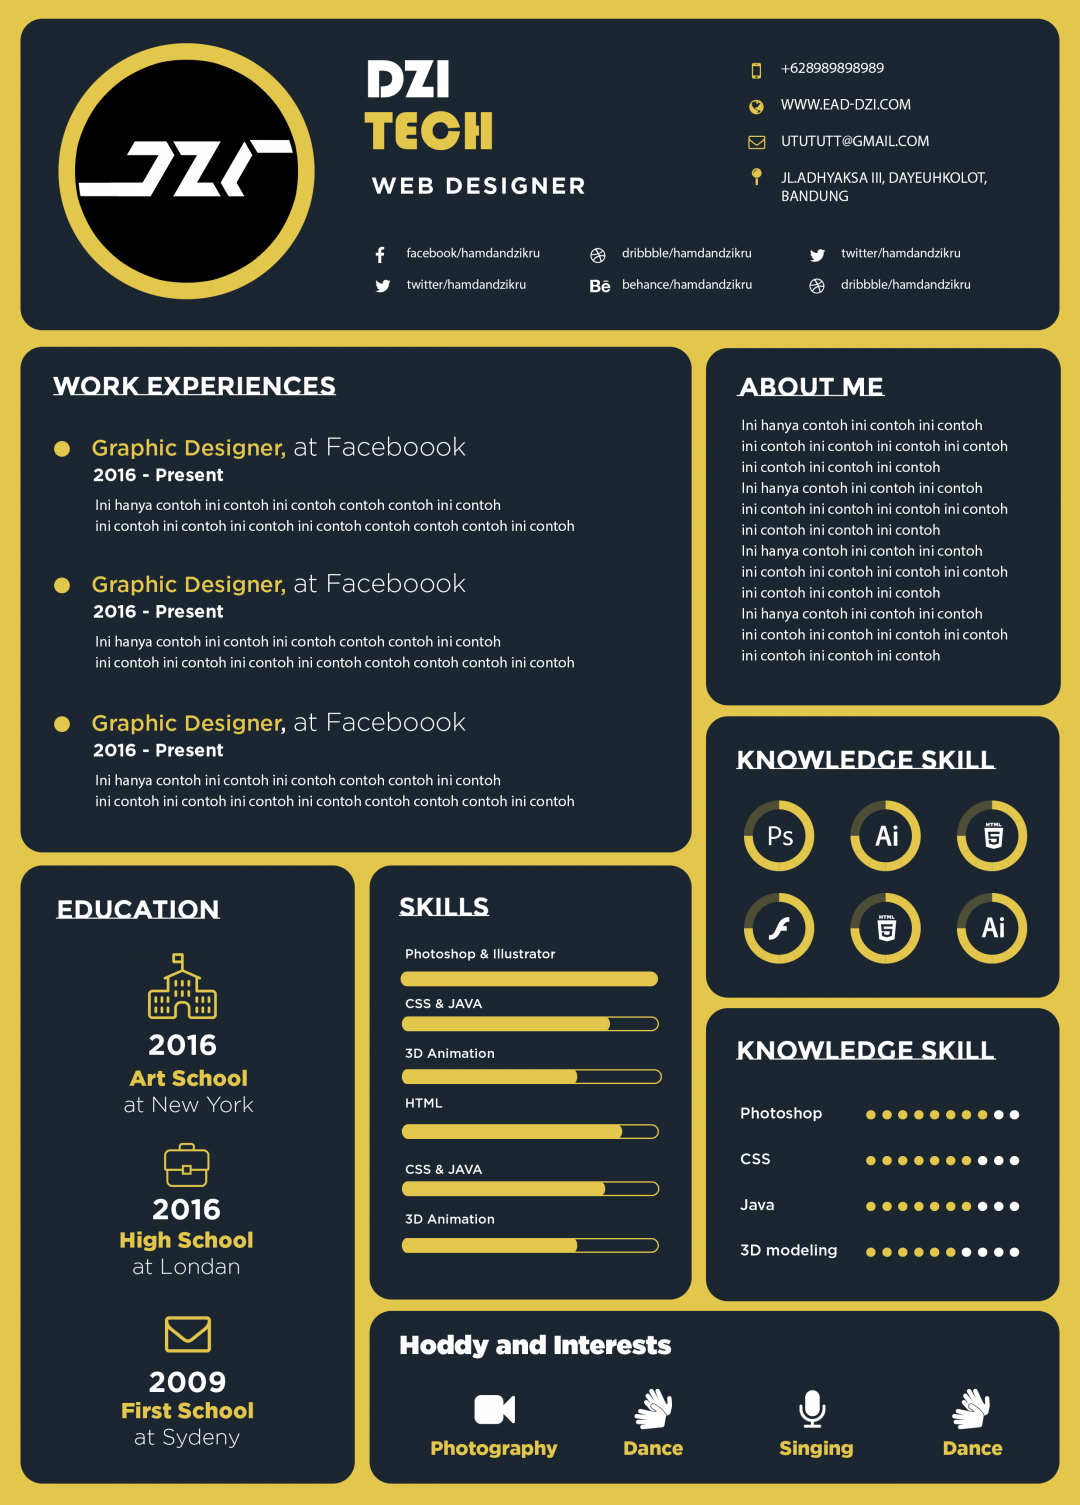 DZI
DZI
TECH
WEB DESIGNER
+628989898989
WWW.EAD-DZI.COM
UTUTUTT@GMAIL.COM
JL.ADHYAKSA III, DAYEUHKOLOT,
BANDUNG
facebook/hamdandzikru
dribbble/hamdandzikru
twitter/hamdandzikru
twitter/hamdandzikru
Bē behance/hamdandzikru
dribbble/hamdandzikru
WORK EXPERIENCES
Graphic Designer, at Faceboook
2016 - Present
Ini hanya contoh ini contoh ini contoh contoh contoh ini contoh
ini contoh ini contoh ini contoh ini contoh contoh contoh contoh ini contoh
Graphic Designer, at Faceboook
2016 - Present
Ini hanya contoh ini contoh ini contoh contoh contoh ini contoh
ini contoh ini contoh ini contoh ini contoh contoh contoh contoh ini contoh
Graphic Designer, at Faceboook
2016 - Present
Ini hanya contoh ini contoh ini contoh contoh contoh ini contoh
ini contoh ini contoh ini contoh ini contoh contoh contoh contoh ini contoh
ABOUT ME
Ini hanya contoh ini contoh ini contoh
ini contoh ini contoh ini contoh ini contoh
ini contoh ini contoh ini contoh
Ini hanya contoh ini contoh ini contoh
ini contoh ini contoh ini contoh ini contoh
ini contoh ini contoh ini contoh
Ini hanya contoh ini contoh ini contoh
ini contoh ini contoh ini contoh ini contoh
ini contoh ini contoh ini contoh
Ini hanya contoh ini contoh ini contoh
ini contoh ini contoh ini contoh ini contoh
ini contoh ini contoh ini contoh
KNOWLEDGE SKILL
Ps
Ai
HTML
5
HTML
5
Ai
EDUCATION
2016
Art School
at New York
2016
High School
at Londan
2009
First School
at Sydeny
SKILLS
Photoshop & Illustrator
CSS & JAVA
3D Animation
HTML
CSS & JAVA
3D Animation
KNOWLEDGE SKILL
Photoshop
CSS
Java
3D modeling
Hoddy and Interests
Photography
Dance
Singing
Dance